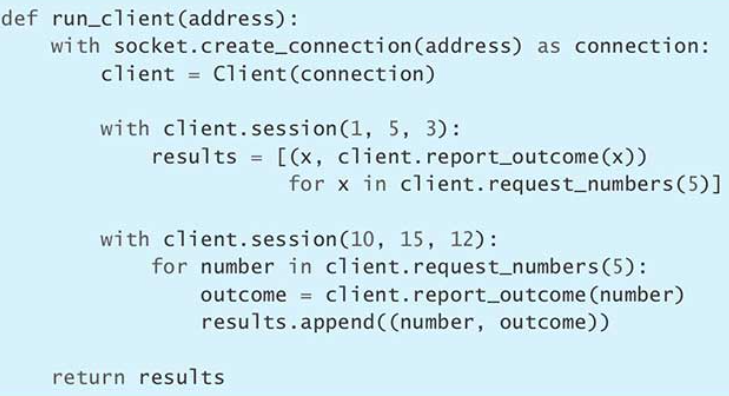 def run_client(address):
    with socket.create_connection(address) as connection:
        client = Client(connection)

        with client.session(1, 5, 3):
            results = [(x, client.report_outcome(x))
                       for x in client.request_numbers(5)]

        with client.session(10, 15, 12):
            for number in client.request_numbers(5):
                outcome = client.report_outcome(number)
                results.append((number, outcome))

    return results